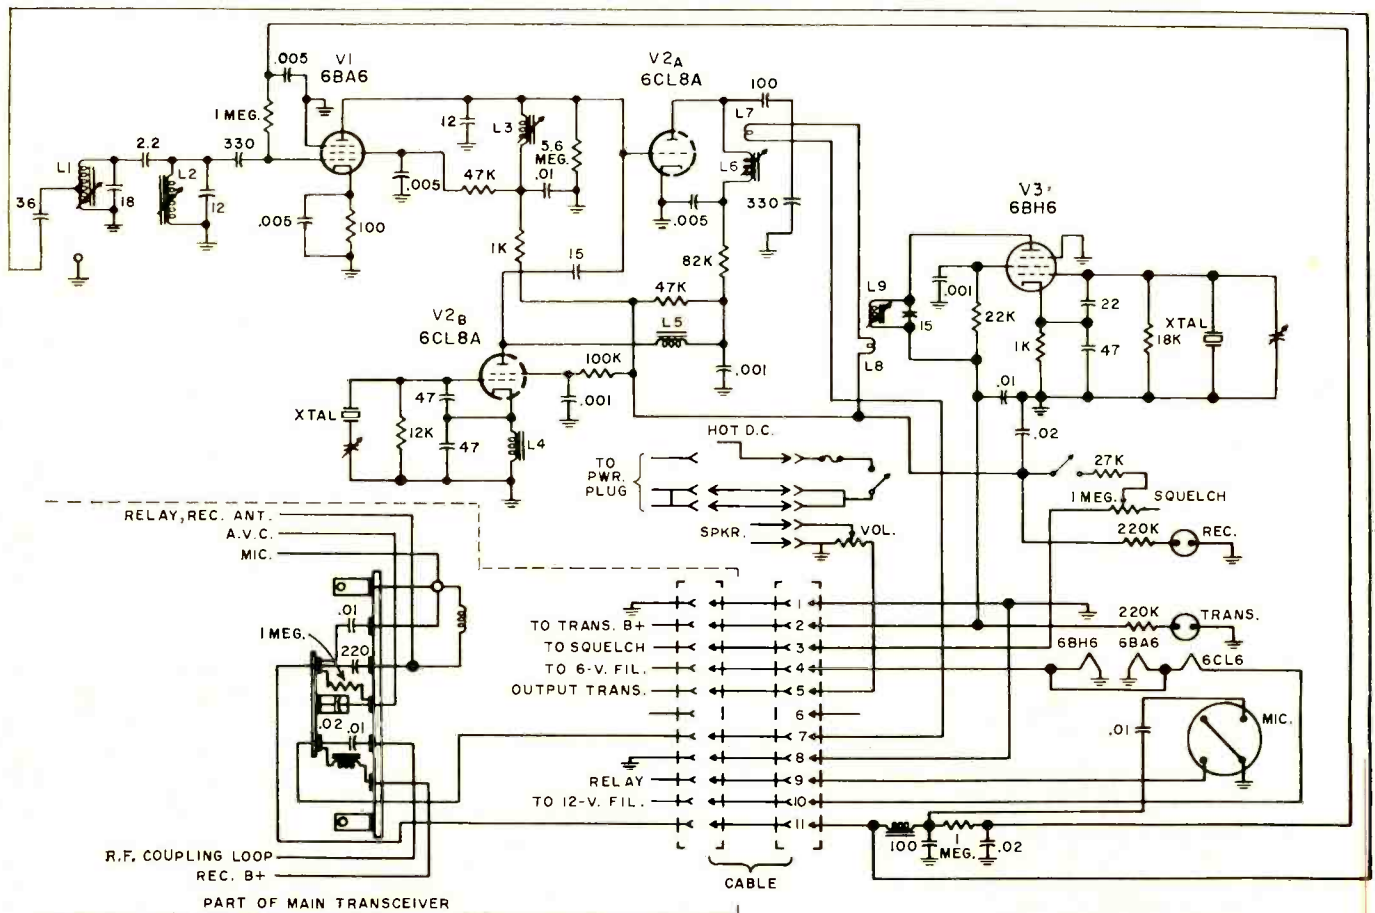 .005
V1
6BA6
V2A
6CL8A
1 MEG.
2.2
330
L1
L2
36
18
12
.005
100
12
L3
5.6
MEG.
.01
47K
.005
1K
15
100
L7
L6
.005
330
82K
47K
L5
V2B
6CL8A
100K
.001
.001
XTAL
12K
47
47
L4
V3
6BH6
L9
.001
15
L8
22K
1K
22
47
18K
XTAL
.01
.02
HOT D.C.
TO
PWR.
PLUG
SPKR.
VOL.
27K
1 MEG.
SQUELCH
220K
REC.
RELAY, REC. ANT.
A.V.C.
MIC.
.01
1 MEG.
220
.02
.01
R.F. COUPLING LOOP
REC. B+
PART OF MAIN TRANSCEIVER
1
TO TRANS. B+
2
TO SQUELCH
3
TO 6-V. FIL.
4
OUTPUT TRANS.
5
6
7
8
RELAY
9
TO 12-V. FIL.
10
11
CABLE
220K
TRANS.
6BH6
6BA6
6CL6
.01
MIC.
100
1
MEG.
.02